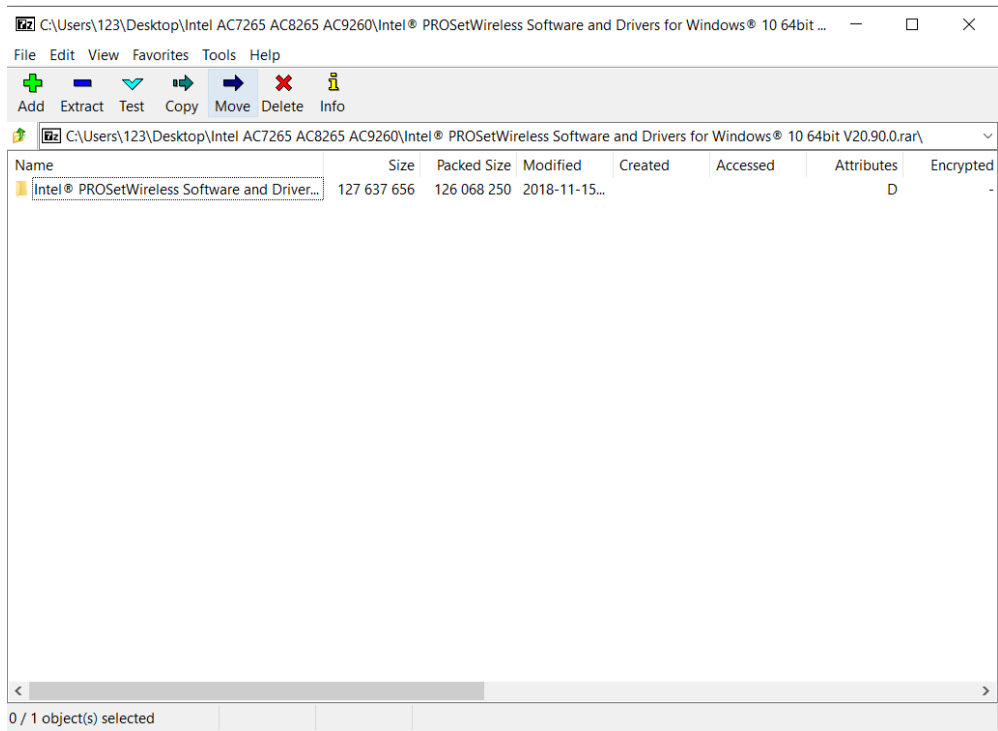 C:\Users\123\Desktop\Intel AC7265 AC8265 AC9260\Intel® PROSetWireless Software and Drivers for Windows® 10 64bit ...
File Edit View Favorites Tools Help
Add Extract Test Copy Move Delete Info
C:\Users\123\Desktop\Intel AC7265 AC8265 AC9260\Intel® PROSetWireless Software and Drivers for Windows® 10 64bit V20.90.0.rar\
Name Size Packed Size Modified Created Accessed Attributes Encrypted
Intel® PROSetWireless Software and Driver... 127 637 656 126 068 250 2018-11-15... D -
0 / 1 object(s) selected